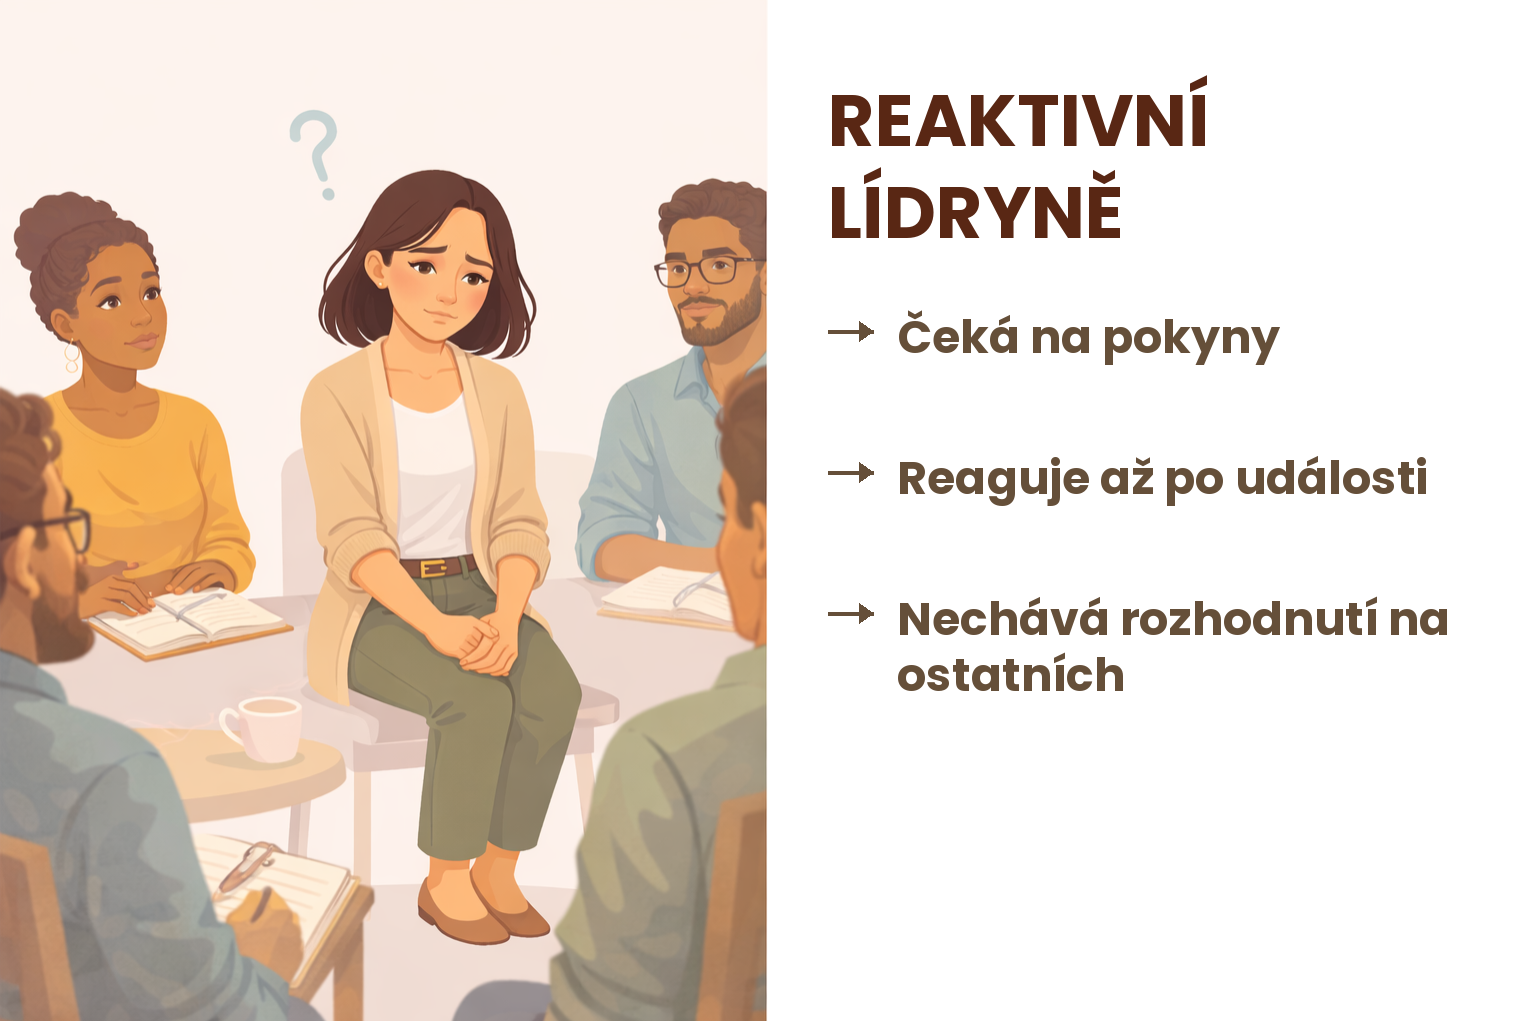 REAKTIVNÍ
LÍDRYNĚ
→ Čeká na pokyny
→ Reaguje až po události
→ Nechává rozhodnutí na
ostatních